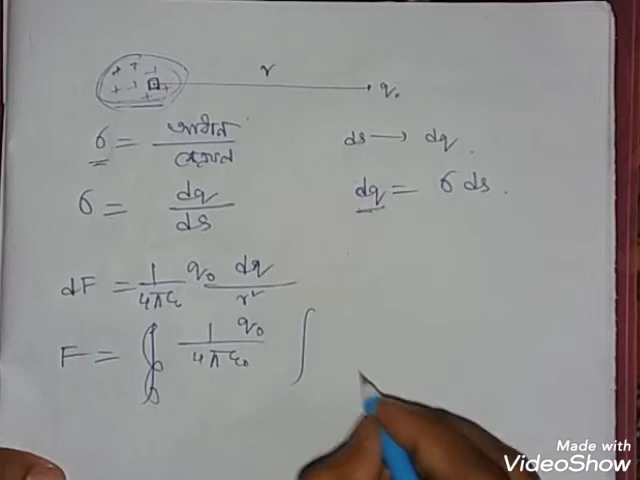 r
q₀
σ = আধান / ক্ষেত্রফল
ds → dq.
σ = dq / ds
dq = σ ds.
dF = 1/4πε q₀ dq / r²
F = ∮ 1 q₀ / 4πε₀ ∫
Made with
VideoShow